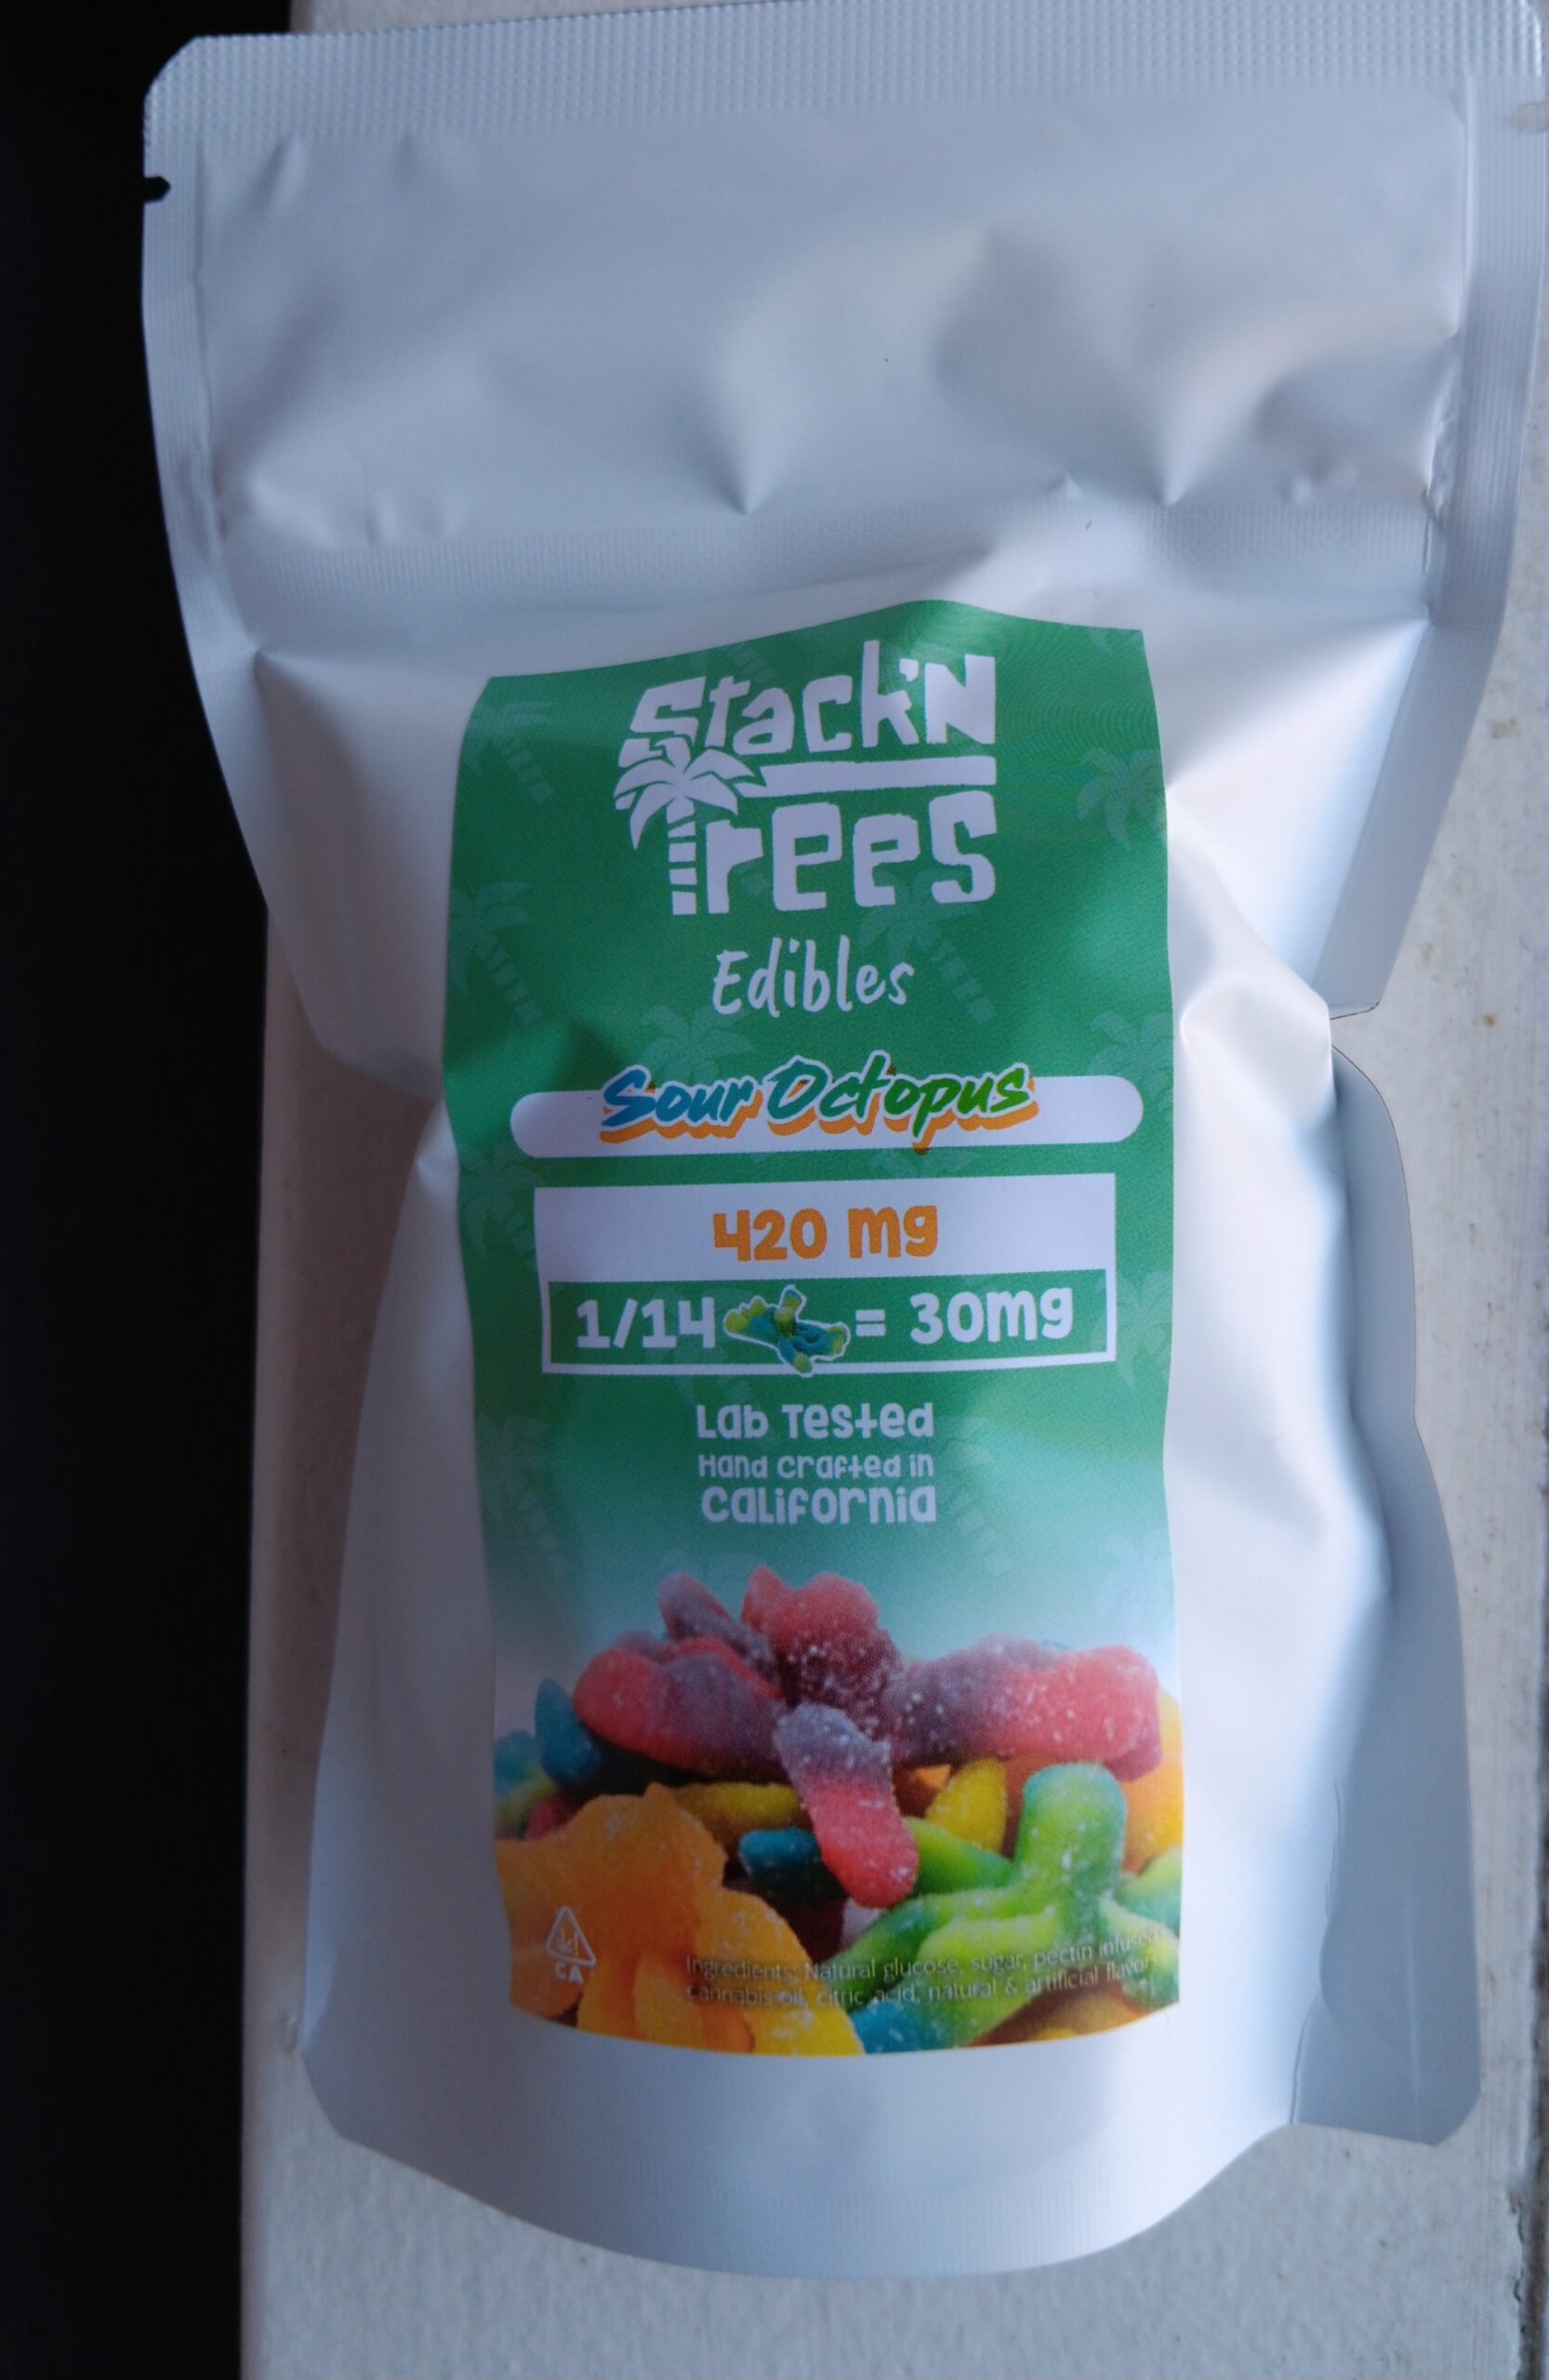 Stack'N
Trees
Edibles
Sour Octopus
420 mg
1/14 = 30mg
Lab Tested
Hand Crafted in
California
CA
Ingredients: Natural glucose, sugar, pectin infused
cannabis oil, citric acid, natural & artificial flavor